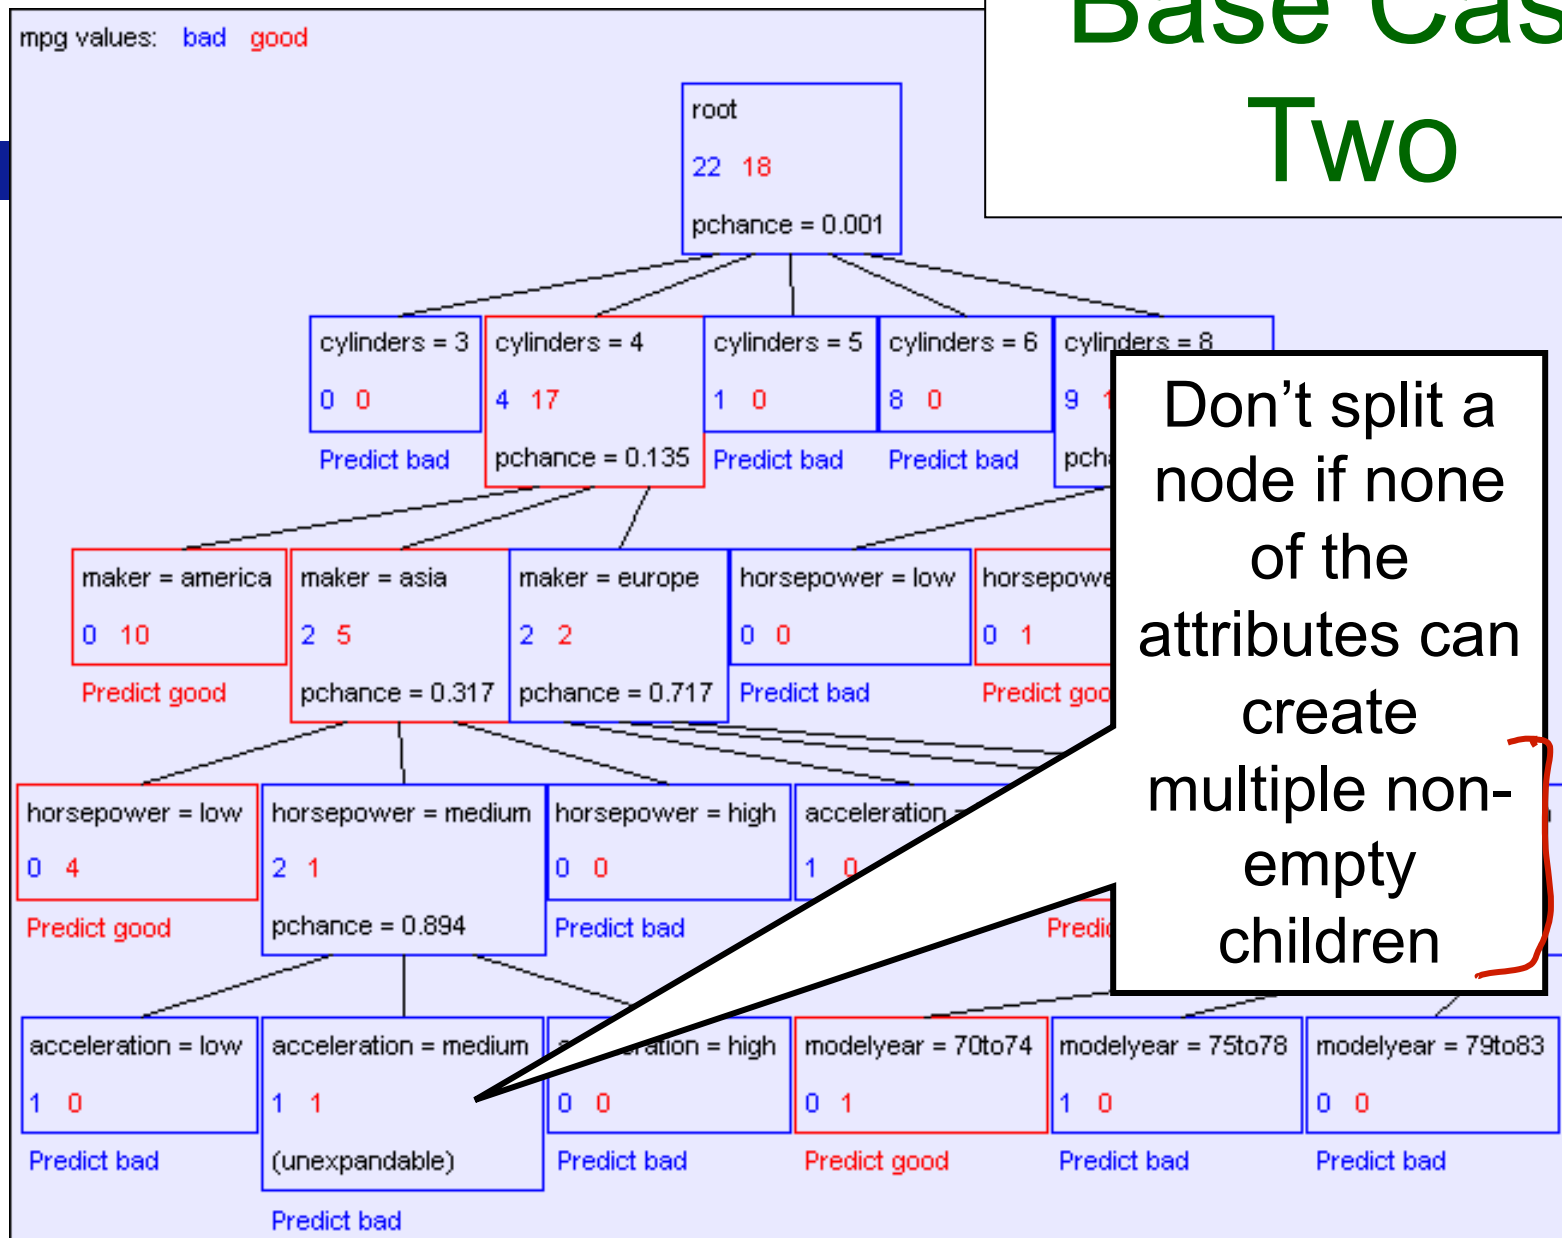 Base Cas
Two
mpg values: bad good
root
22 18
pchance = 0.001
cylinders = 3 cylinders = 4 cylinders = 5 cylinders = 6 cylinders = 8
0 0 4 17 1 0 8 0 9
Predict bad pchance = 0.135 Predict bad Predict bad
Don’t split a
node if none
of the
attributes can
create
multiple non-
empty
children
maker = america maker = asia maker = europe horsepower = low
0 10 2 5 2 2 0 0 0 1
Predict good pchance = 0.317 pchance = 0.717 Predict bad Predict
horsepower = low horsepower = medium horsepower = high acceleration
0 4 2 1 0 0 1 0
Predict good pchance = 0.894 Predict bad
acceleration = low acceleration = medium = high modelyear = 70to74 modelyear = 75to78 modelyear = 79to83
1 0 1 1 0 0 0 1 1 0 0 0
Predict bad (unexpandable) Predict bad Predict good Predict bad Predict bad
Predict bad